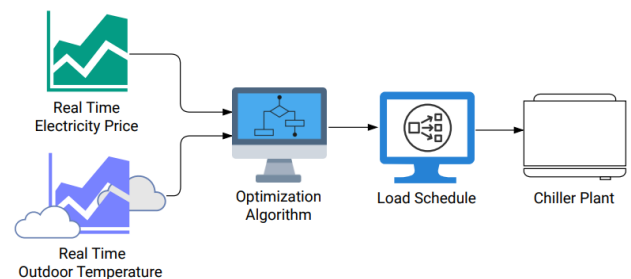 Real Time
Electricity Price
Real Time
Outdoor Temperature
Optimization
Algorithm
Load Schedule
Chiller Plant